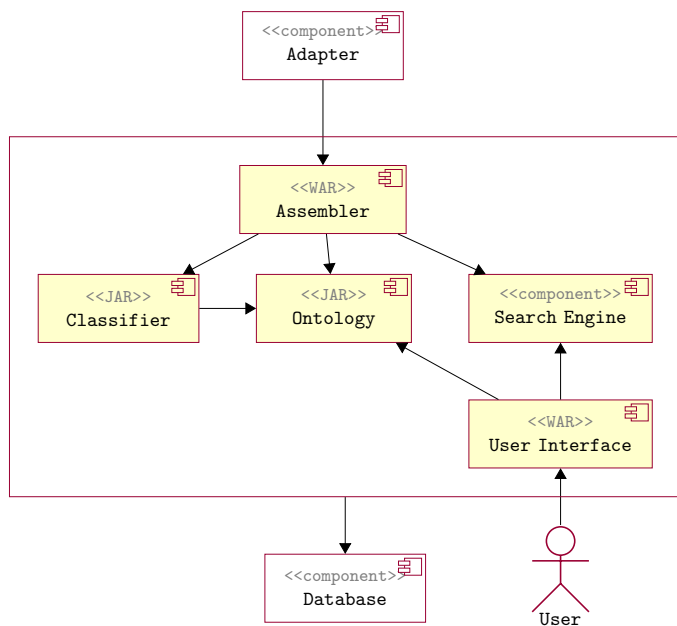 <<component>>
Adapter
<<WAR>>
Assembler
<<JAR>>
Classifier
<<JAR>>
Ontology
<<component>>
Search Engine
<<WAR>>
User Interface
<<component>>
Database
User